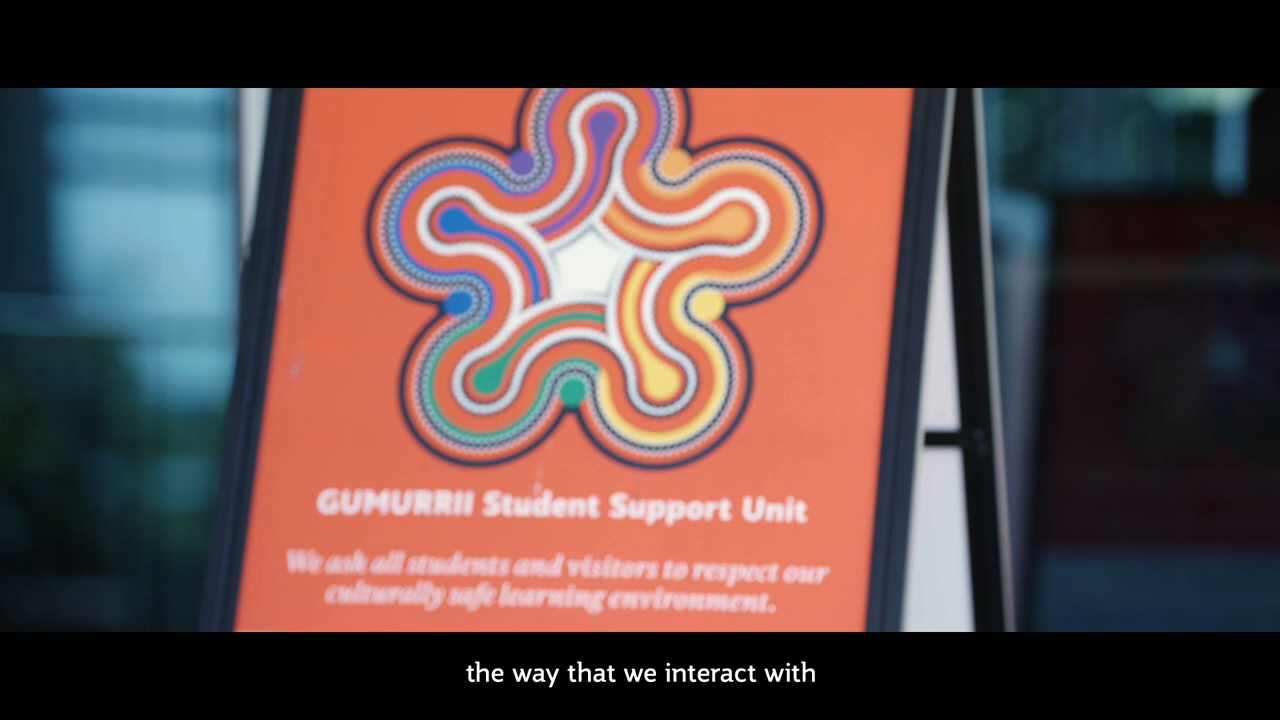 GUMURRII Student Support Unit
We ask all students and visitors to respect our
culturally safe learning environment.
the way that we interact with